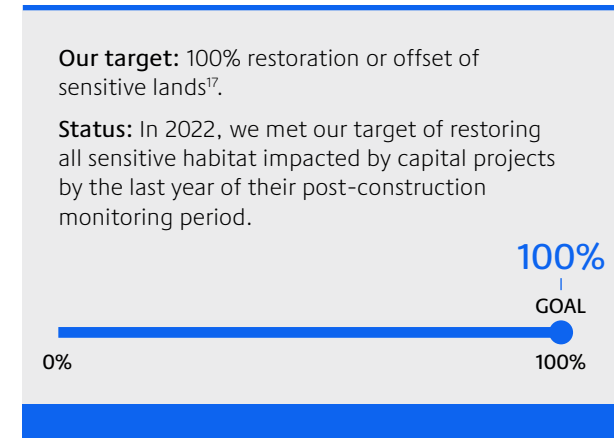 Our target: 100% restoration or offset of
sensitive lands¹⁷.
Status: In 2022, we met our target of restoring
all sensitive habitat impacted by capital projects
by the last year of their post-construction
monitoring period.
100%
GOAL
0%
100%